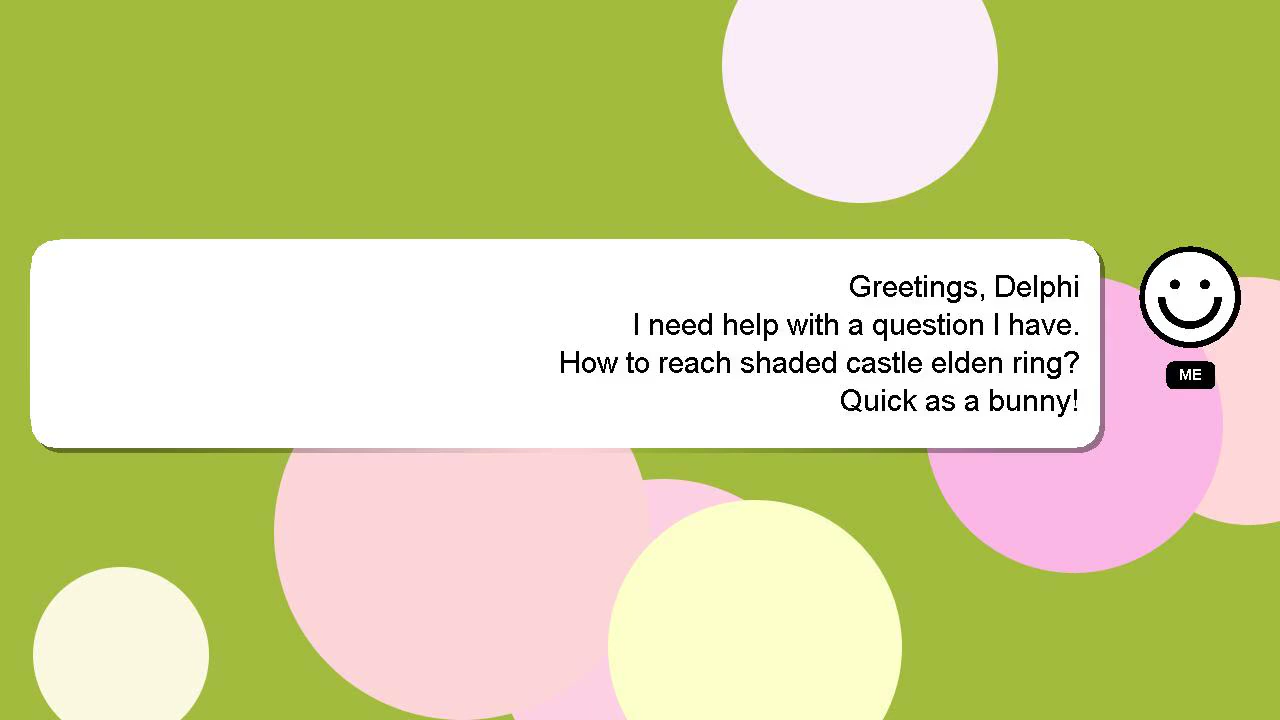 Greetings, Delphi
I need help with a question I have.
How to reach shaded castle elden ring?
Quick as a bunny!
ME